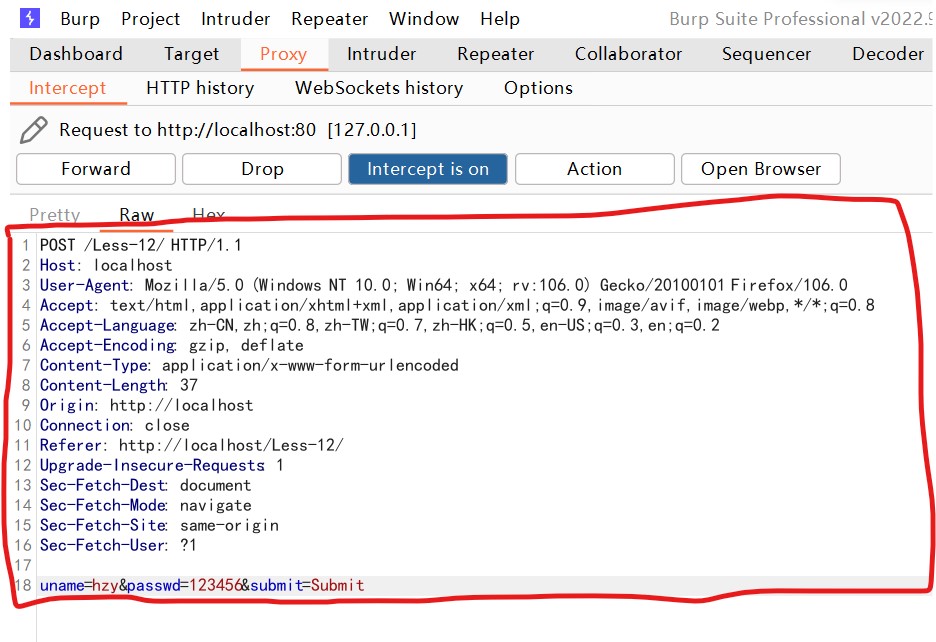 Burp Project Intruder Repeater Window Help Burp Suite Professional v2022.9
Dashboard Target Proxy Intruder Repeater Collaborator Sequencer Decoder
Intercept HTTP history WebSockets history Options
Request to http://localhost:80 [127.0.0.1]
Forward Drop Intercept is on Action Open Browser
Pretty Raw Hex
1 POST /Less-12/ HTTP/1.1
2 Host: localhost
3 User-Agent: Mozilla/5.0 (Windows NT 10.0; Win64; x64; rv:106.0) Gecko/20100101 Firefox/106.0
4 Accept: text/html,application/xhtml+xml,application/xml;q=0.9,image/avif,image/webp,*/*;q=0.8
5 Accept-Language: zh-CN,zh;q=0.8,zh-TW;q=0.7,zh-HK;q=0.5,en-US;q=0.3,en;q=0.2
6 Accept-Encoding: gzip, deflate
7 Content-Type: application/x-www-form-urlencoded
8 Content-Length: 37
9 Origin: http://localhost
10 Connection: close
11 Referer: http://localhost/Less-12/
12 Upgrade-Insecure-Requests: 1
13 Sec-Fetch-Dest: document
14 Sec-Fetch-Mode: navigate
15 Sec-Fetch-Site: same-origin
16 Sec-Fetch-User: ?1
17
18 uname=hzy&passwd=123456&submit=Submit